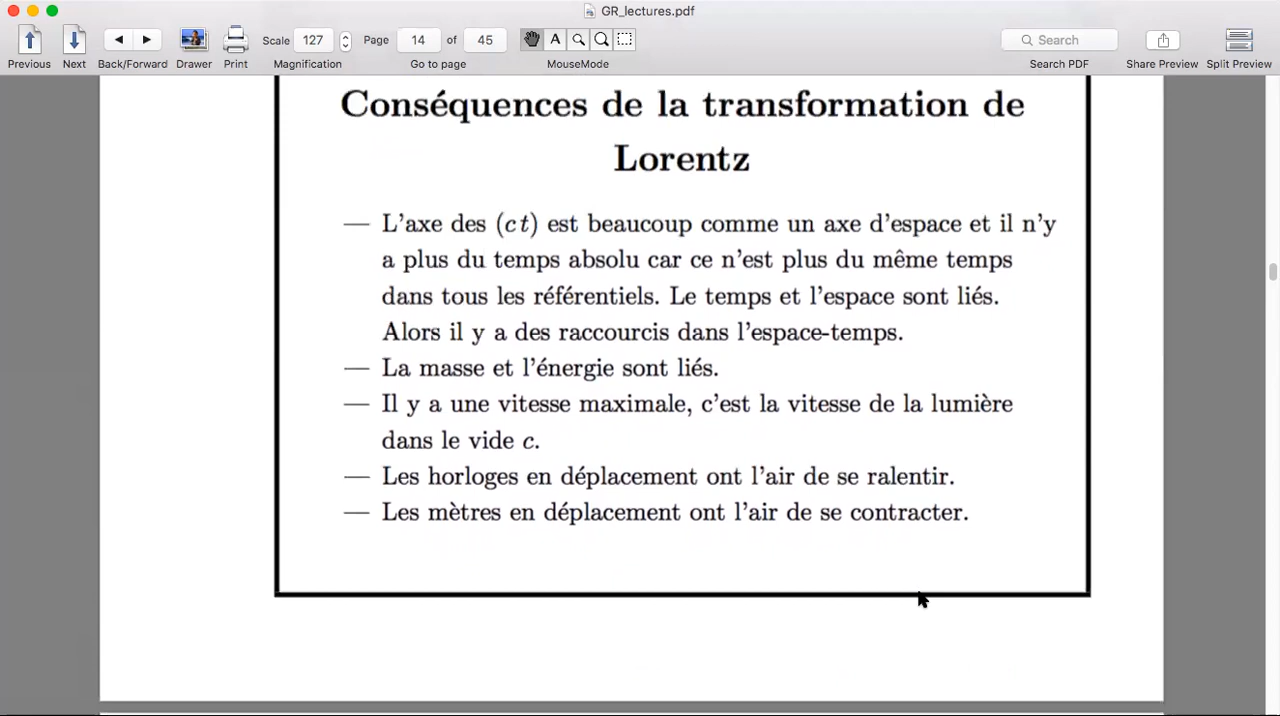 GR_lectures.pdf
Previous Next Back/Forward Drawer Print Scale 127 Magnification Page 14 of 45 Go to page A MouseMode Search Search PDF Share Preview Split Preview
Conséquences de la transformation de
Lorentz
— L'axe des (c t) est beaucoup comme un axe d'espace et il n'y
a plus du temps absolu car ce n'est plus du même temps
dans tous les référentiels. Le temps et l'espace sont liés.
Alors il y a des raccourcis dans l'espace-temps.
— La masse et l'énergie sont liés.
— Il y a une vitesse maximale, c'est la vitesse de la lumière
dans le vide c.
— Les horloges en déplacement ont l'air de se ralentir.
— Les mètres en déplacement ont l'air de se contracter.